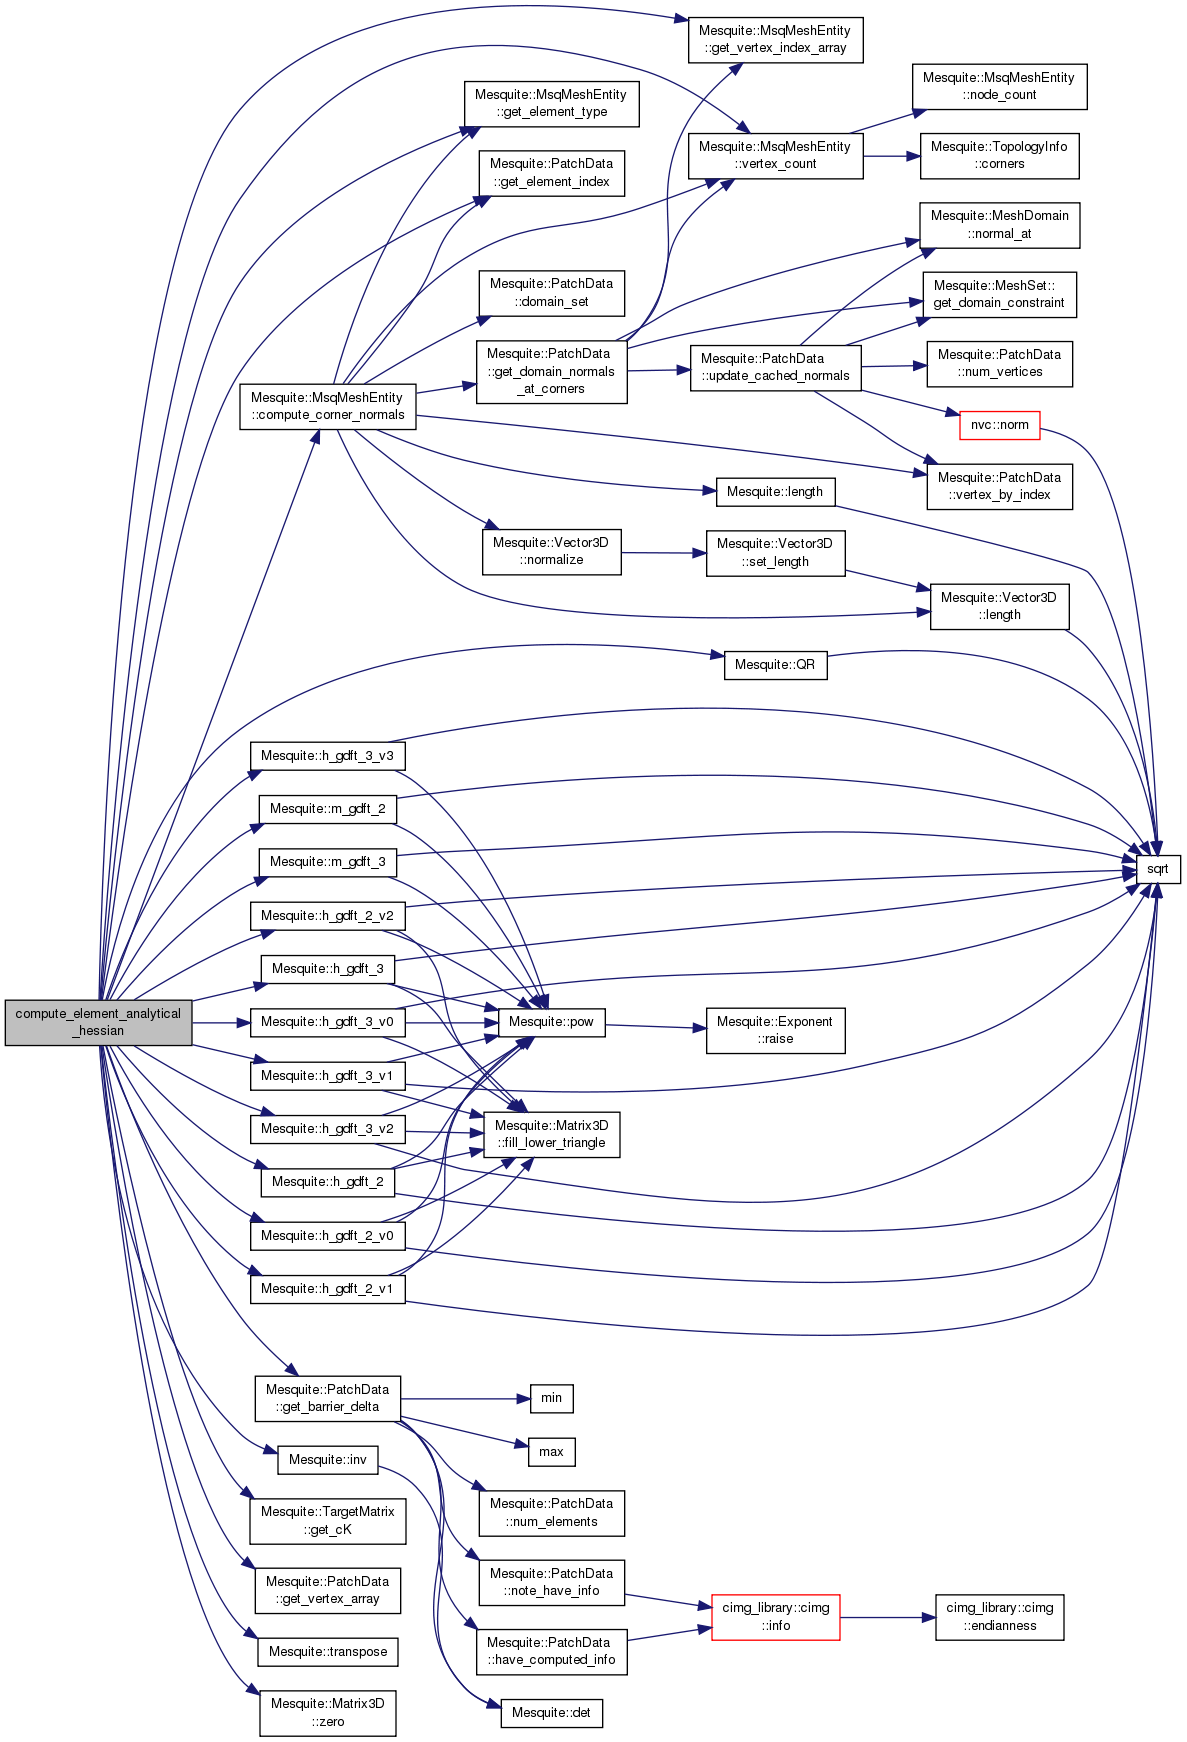 Mesquite::MsqMeshEntity
::get_vertex_index_array
Mesquite::MsqMeshEntity
::node_count
Mesquite::MsqMeshEntity
::get_element_type
Mesquite::MsqMeshEntity
::vertex_count
Mesquite::TopologyInfo
::corners
Mesquite::PatchData
::get_element_index
Mesquite::MeshDomain
::normal_at
Mesquite::PatchData
::domain_set
Mesquite::MeshSet::
get_domain_constraint
Mesquite::PatchData
::get_domain_normals
_at_corners
Mesquite::PatchData
::update_cached_normals
Mesquite::PatchData
::num_vertices
Mesquite::MsqMeshEntity
::compute_corner_normals
nvc::norm
Mesquite::length
Mesquite::PatchData
::vertex_by_index
Mesquite::Vector3D
::normalize
Mesquite::Vector3D
::set_length
Mesquite::Vector3D
::length
Mesquite::QR
Mesquite::h_gdft_3_v3
Mesquite::m_gdft_2
Mesquite::m_gdft_3
sqrt
Mesquite::h_gdft_2_v2
Mesquite::h_gdft_3
compute_element_analytical
_hessian
Mesquite::h_gdft_3_v0
Mesquite::pow
Mesquite::Exponent
::raise
Mesquite::h_gdft_3_v1
Mesquite::h_gdft_3_v2
Mesquite::Matrix3D
::fill_lower_triangle
Mesquite::h_gdft_2
Mesquite::h_gdft_2_v0
Mesquite::h_gdft_2_v1
Mesquite::PatchData
::get_barrier_delta
min
max
Mesquite::inv
Mesquite::PatchData
::num_elements
Mesquite::TargetMatrix
::get_cK
Mesquite::PatchData
::get_vertex_array
Mesquite::PatchData
::note_have_info
cimg_library::cimg
::info
cimg_library::cimg
::endianness
Mesquite::transpose
Mesquite::PatchData
::have_computed_info
Mesquite::Matrix3D
::zero
Mesquite::det